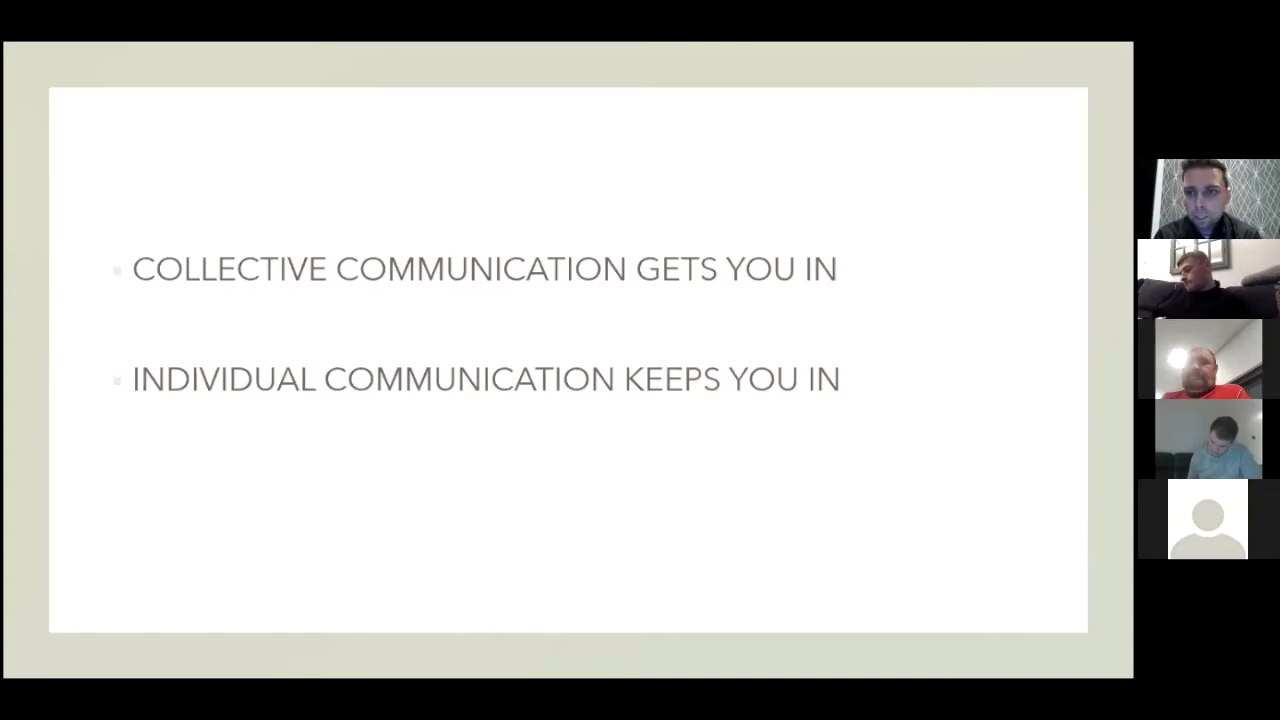 COLLECTIVE COMMUNICATION GETS YOU IN
INDIVIDUAL COMMUNICATION KEEPS YOU IN